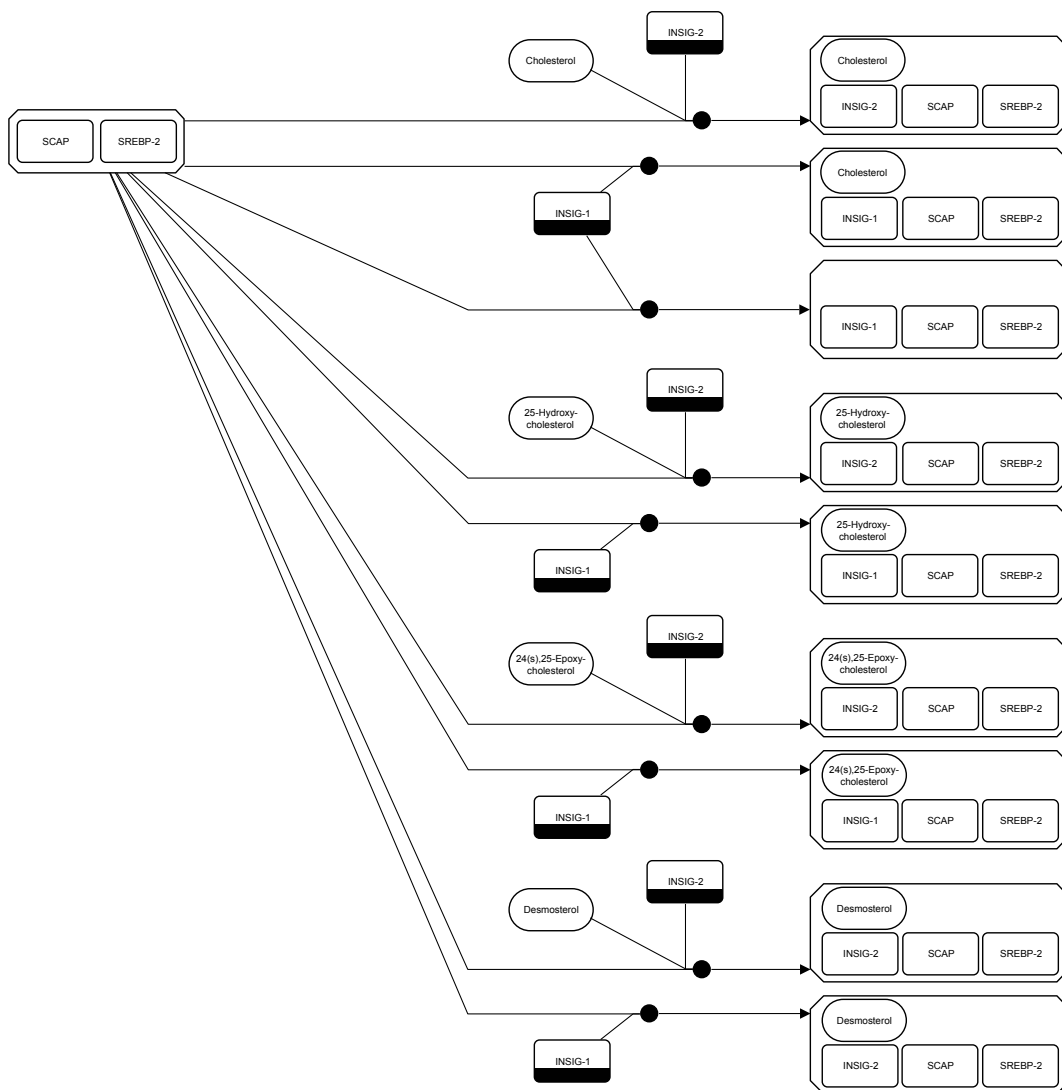 INSIG-2
Cholesterol
Cholesterol
INSIG-2 SCAP SREBP-2
SCAP SREBP-2
Cholesterol
INSIG-1
INSIG-1 SCAP SREBP-2
INSIG-1 SCAP SREBP-2
INSIG-2
25-Hydroxy-
cholesterol
25-Hydroxy-
cholesterol
INSIG-2 SCAP SREBP-2
25-Hydroxy-
cholesterol
INSIG-1
INSIG-1 SCAP SREBP-2
INSIG-2
24(s),25-Epoxy-
cholesterol
24(s),25-Epoxy-
cholesterol
INSIG-2 SCAP SREBP-2
24(s),25-Epoxy-
cholesterol
INSIG-1
INSIG-1 SCAP SREBP-2
INSIG-2
Desmosterol
Desmosterol
INSIG-2 SCAP SREBP-2
Desmosterol
INSIG-1
INSIG-2 SCAP SREBP-2